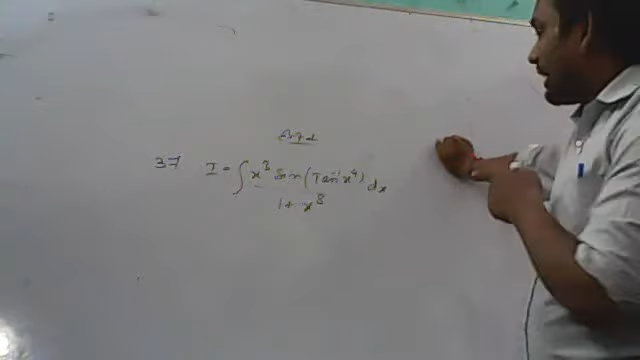 37 I = ∫ x³ Sin(Tan⁻¹x⁴) dx
1+x⁸